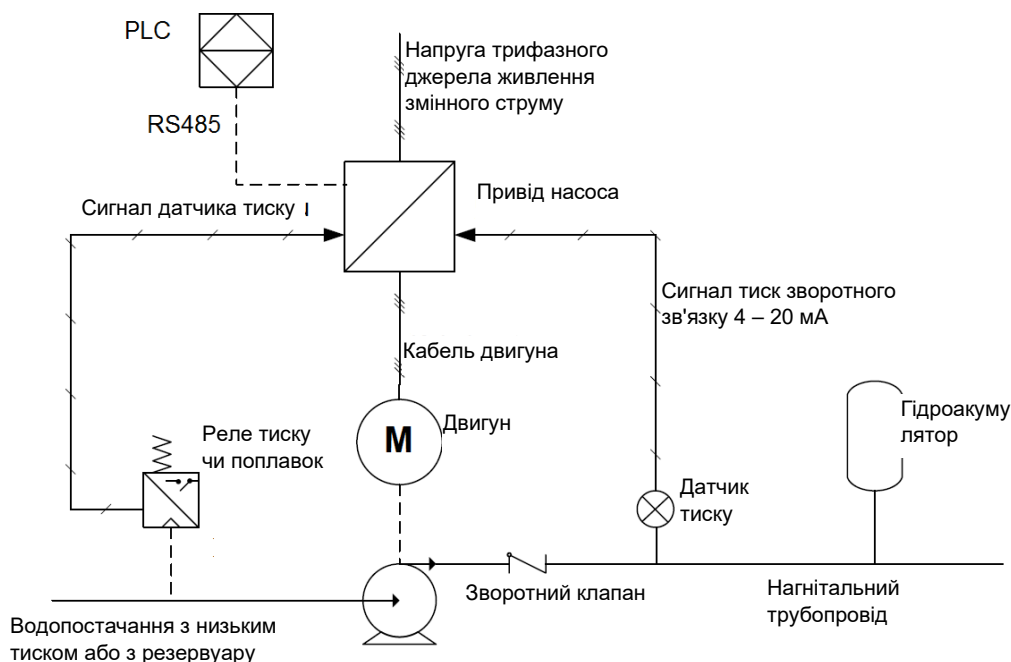 PLC
Напруга трифазного
джерела живлення
змінного струму
RS485
Привід насоса
Сигнал датчика тиску
Сигнал тиск зворотного
зв'язку 4 – 20 мА
Кабель двигуна
Двигун
M
Гідроакуму
лятор
Реле тиску
чи поплавок
Датчик
тиску
Зворотний клапан
Нагнітальний
трубопровід
Водопостачання з низьким
тиском або з резервуару